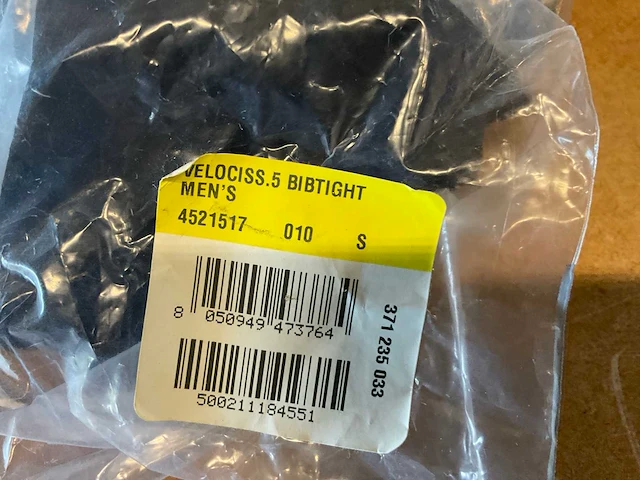 VELOCISS.5 BIBTIGHT
MEN'S
4521517 010 S
8 050949 473764
371 235 033
500211184551